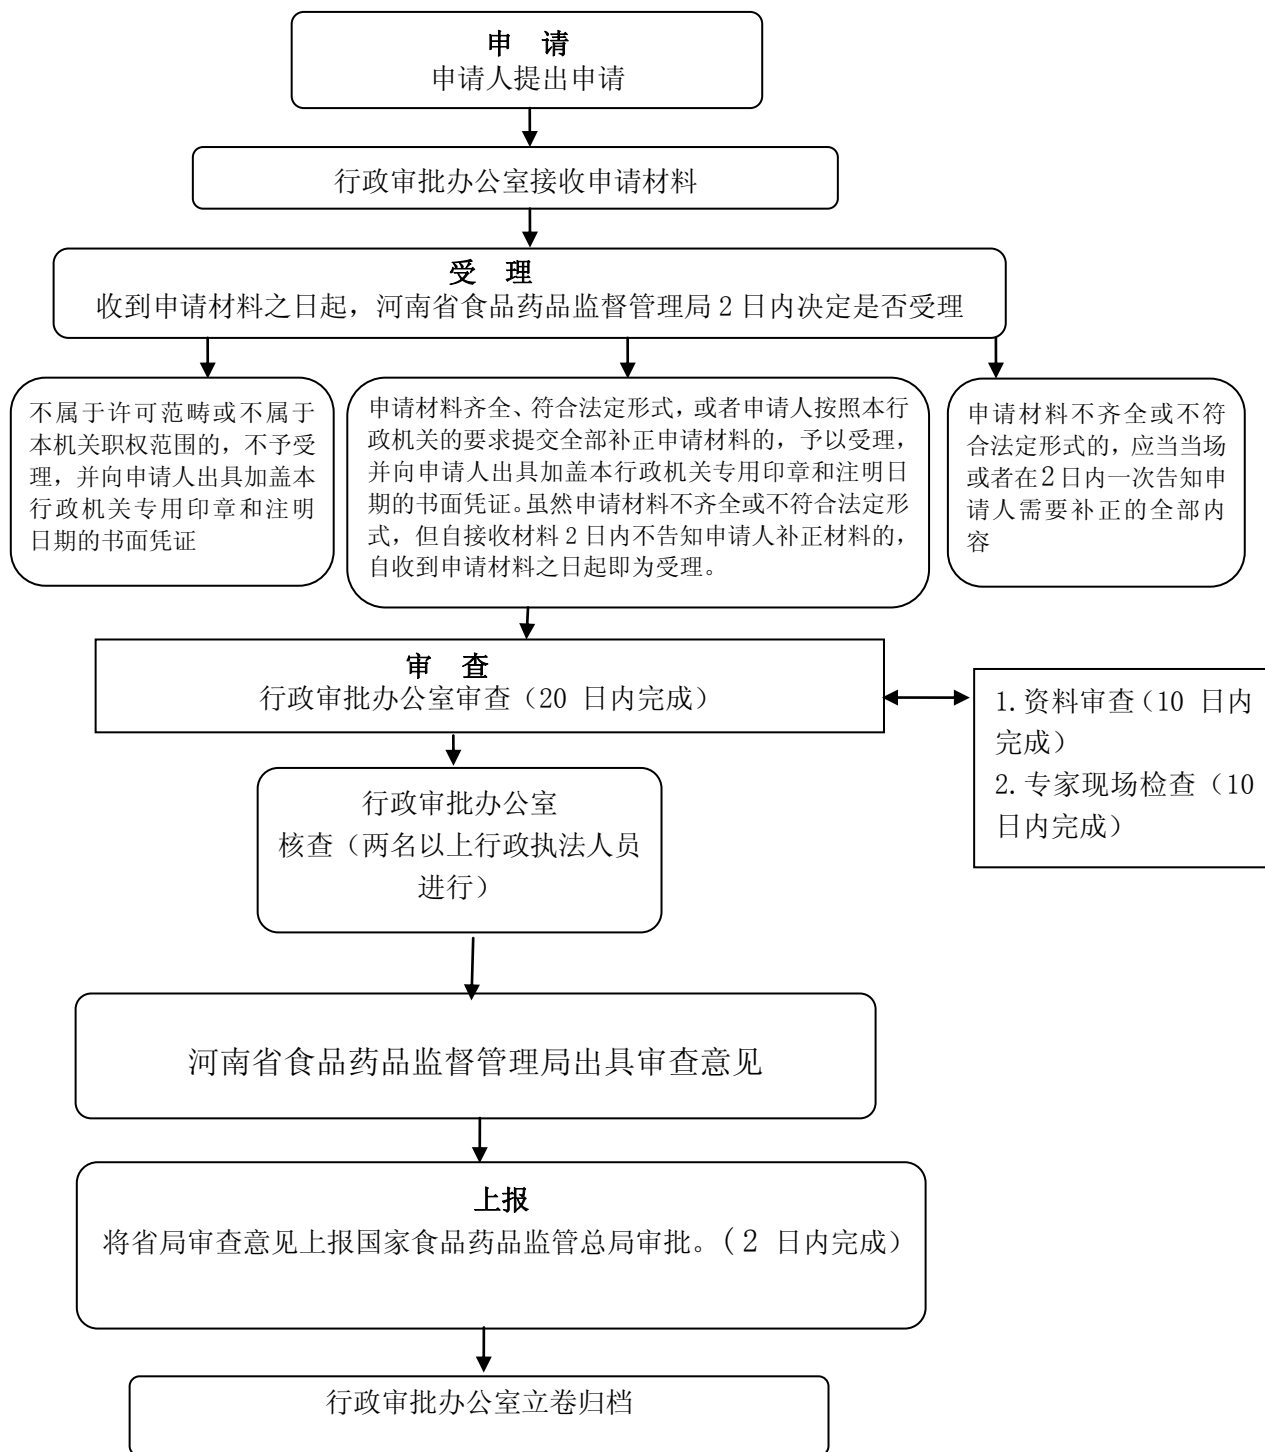 申 请
申请人提出申请
行政审批办公室接收申请材料
受 理
收到申请材料之日起，河南省食品药品监督管理局 2 日内决定是否受理
不属于许可范畴或不属于
本机关职权范围的，不予受
理，并向申请人出具加盖本
行政机关专用印章和注明
日期的书面凭证
申请材料齐全、符合法定形式，或者申请人按照本行
政机关的要求提交全部补正申请材料的，予以受理，
并向申请人出具加盖本行政机关专用印章和注明日
期的书面凭证。虽然申请材料不齐全或不符合法定形
式，但自接收材料 2 日内不告知申请人补正材料的，
自收到申请材料之日起即为受理。
申请材料不齐全或不符
合法定形式的，应当当场
或者在2日内一次告知申
请人需要补正的全部内
容
审 查
行政审批办公室审查（20 日内完成）
1.资料审查（10 日内
完成）
2.专家现场检查（10
日内完成）
行政审批办公室
核查（两名以上行政执法人员
进行）
河南省食品药品监督管理局出具审查意见
上报
将省局审查意见上报国家食品药品监管总局审批。（2 日内完成）
行政审批办公室立卷归档